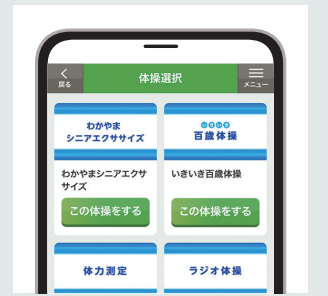 戻る
体操選択
メニュー
わかやま
シニアエクササイズ
いきいき
百歳体操
わかやまシニアエクサ
サイズ
いきいき百歳体操
この体操をする
この体操をする
体力測定
ラジオ体操